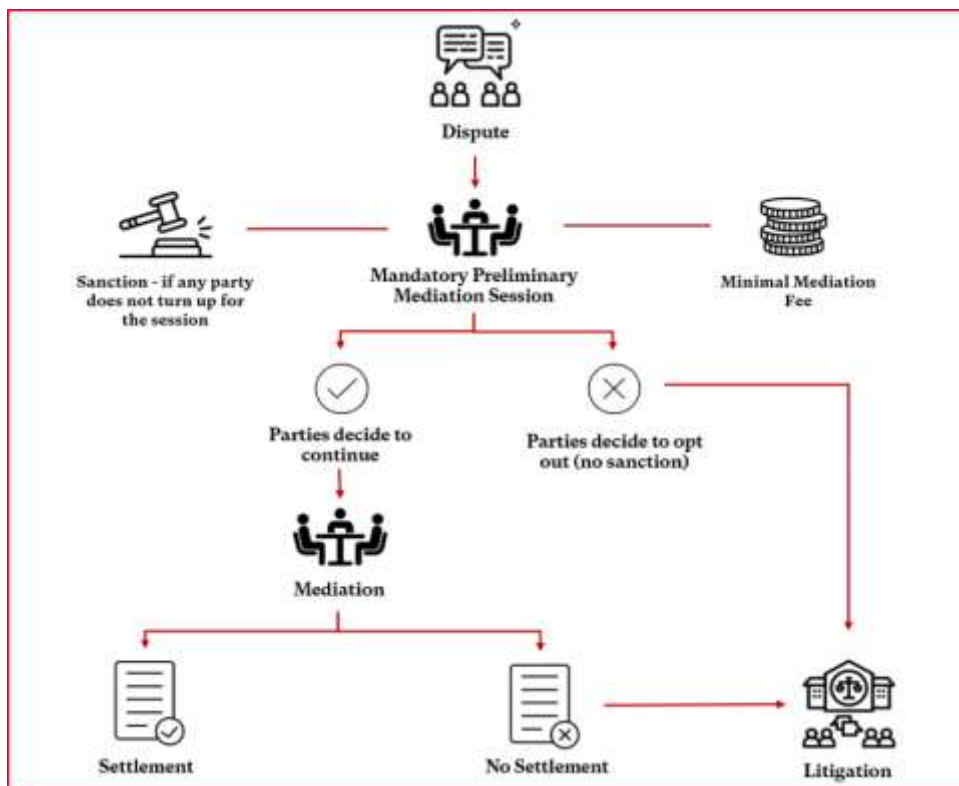 Dispute
Sanction - if any party
does not turn up for
the session
Mandatory Preliminary
Mediation Session
Minimal Mediation
Fee
Parties decide to
continue
Parties decide to opt
out (no sanction)
Mediation
Settlement
No Settlement
Litigation